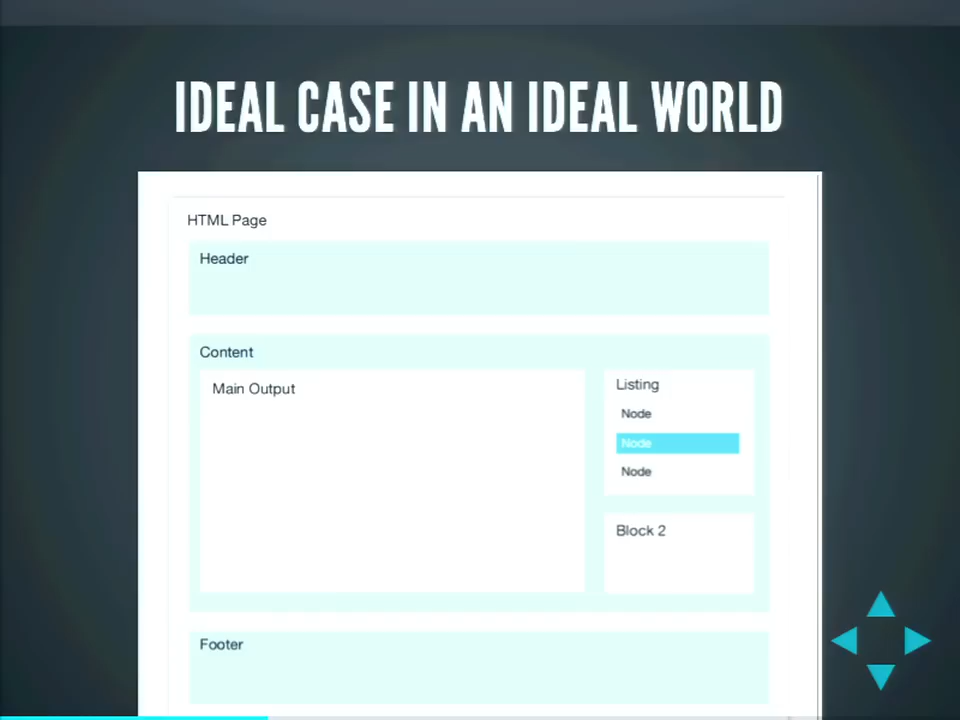 IDEAL CASE IN AN IDEAL WORLD
HTML Page
Header
Content
Main Output
Listing
Node
Node
Node
Block 2
Footer